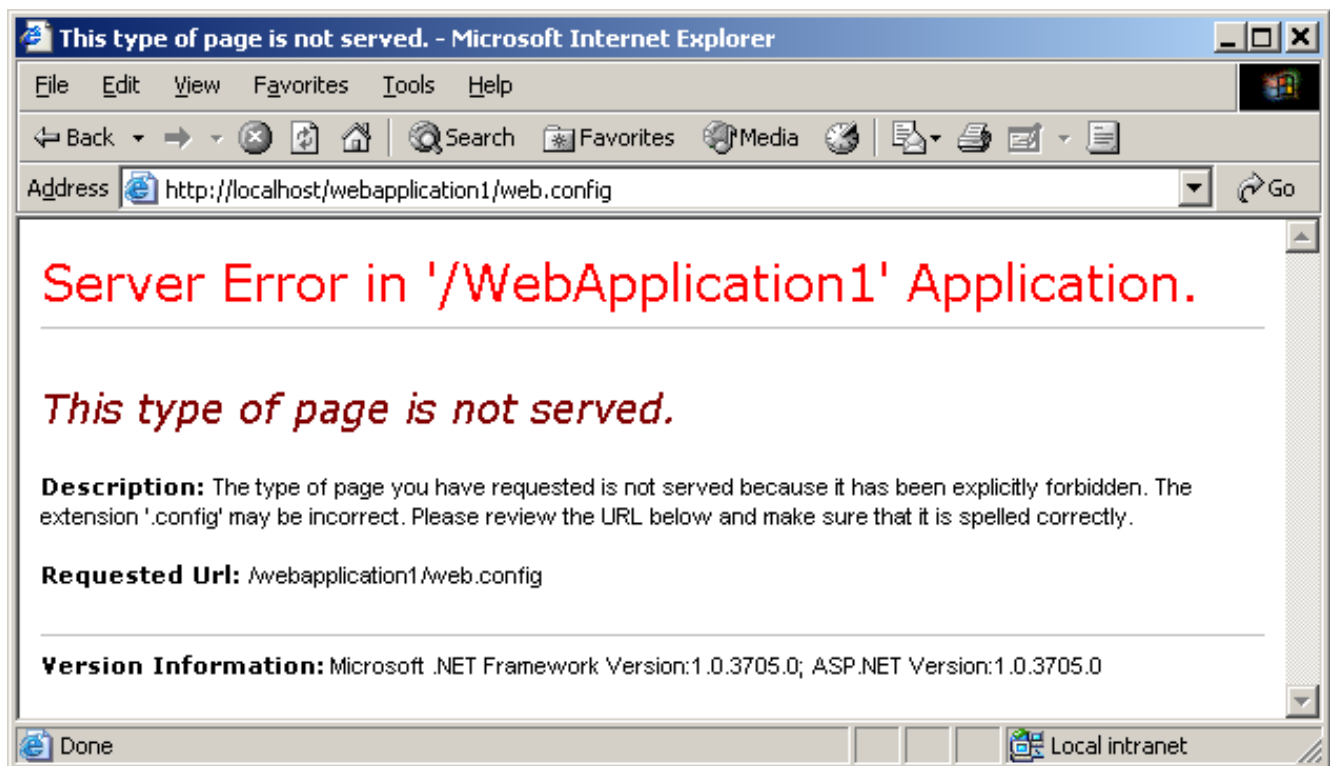 This type of page is not served. - Microsoft Internet Explorer
File Edit View Favorites Tools Help
Back Search Favorites Media
Address http://localhost/webapplication1/web.config Go
Server Error in '/WebApplication1' Application.
This type of page is not served.
Description: The type of page you have requested is not served because it has been explicitly forbidden. The
extension '.config' may be incorrect. Please review the URL below and make sure that it is spelled correctly.
Requested Url: /webapplication1/web.config
Version Information: Microsoft .NET Framework Version:1.0.3705.0; ASP.NET Version:1.0.3705.0
Done Local intranet